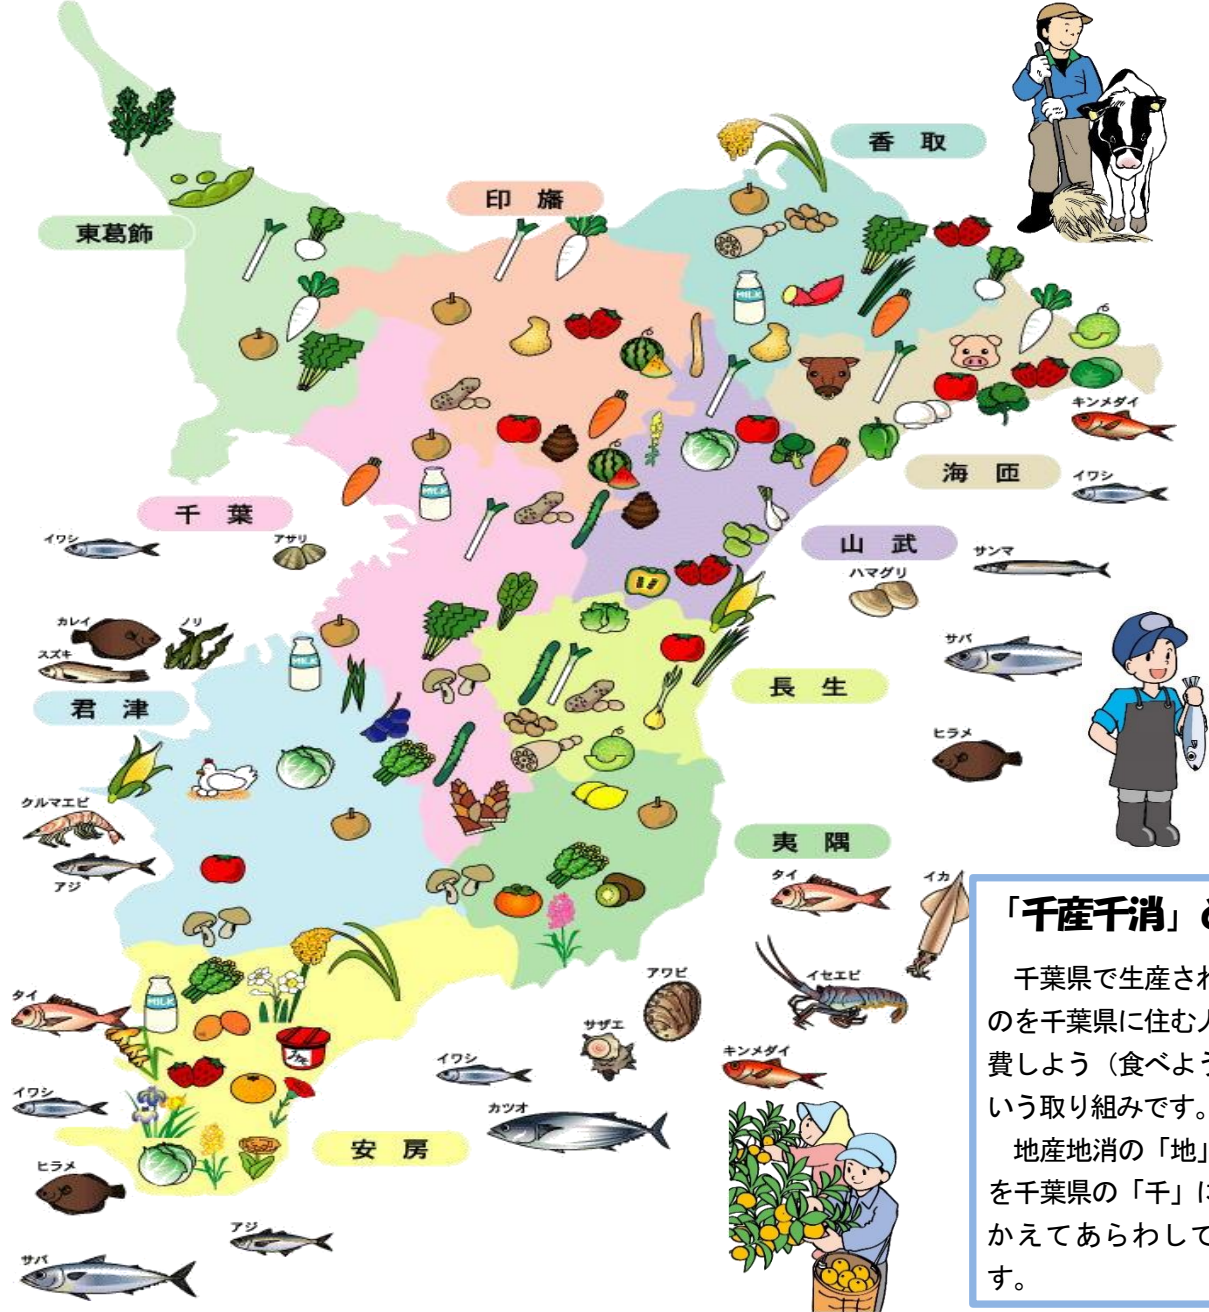 香 取
印 旛
東葛飾
キンメダイ
海 匝
イワシ
千 葉
イワシ
アサリ
山 武
サンマ
ハマグリ
カレイ
ノリ
スズキ
サバ
長 生
君 津
ヒラメ
クルマエビ
アジ
夷 隅
タイ
イカ
MILK
MILK
MILK
MILK
アワビ
イセエビ
タイ
サザエ
キンメダイ
イワシ
イワシ
カツオ
安 房
ヒラメ
アジ
サバ
「千産千消」
千葉県で生産され
のを千葉県に住む人
費しよう（食べよう
いう取り組みです。
地産地消の「地」
を千葉県の「千」に
かえてあらわして
す。